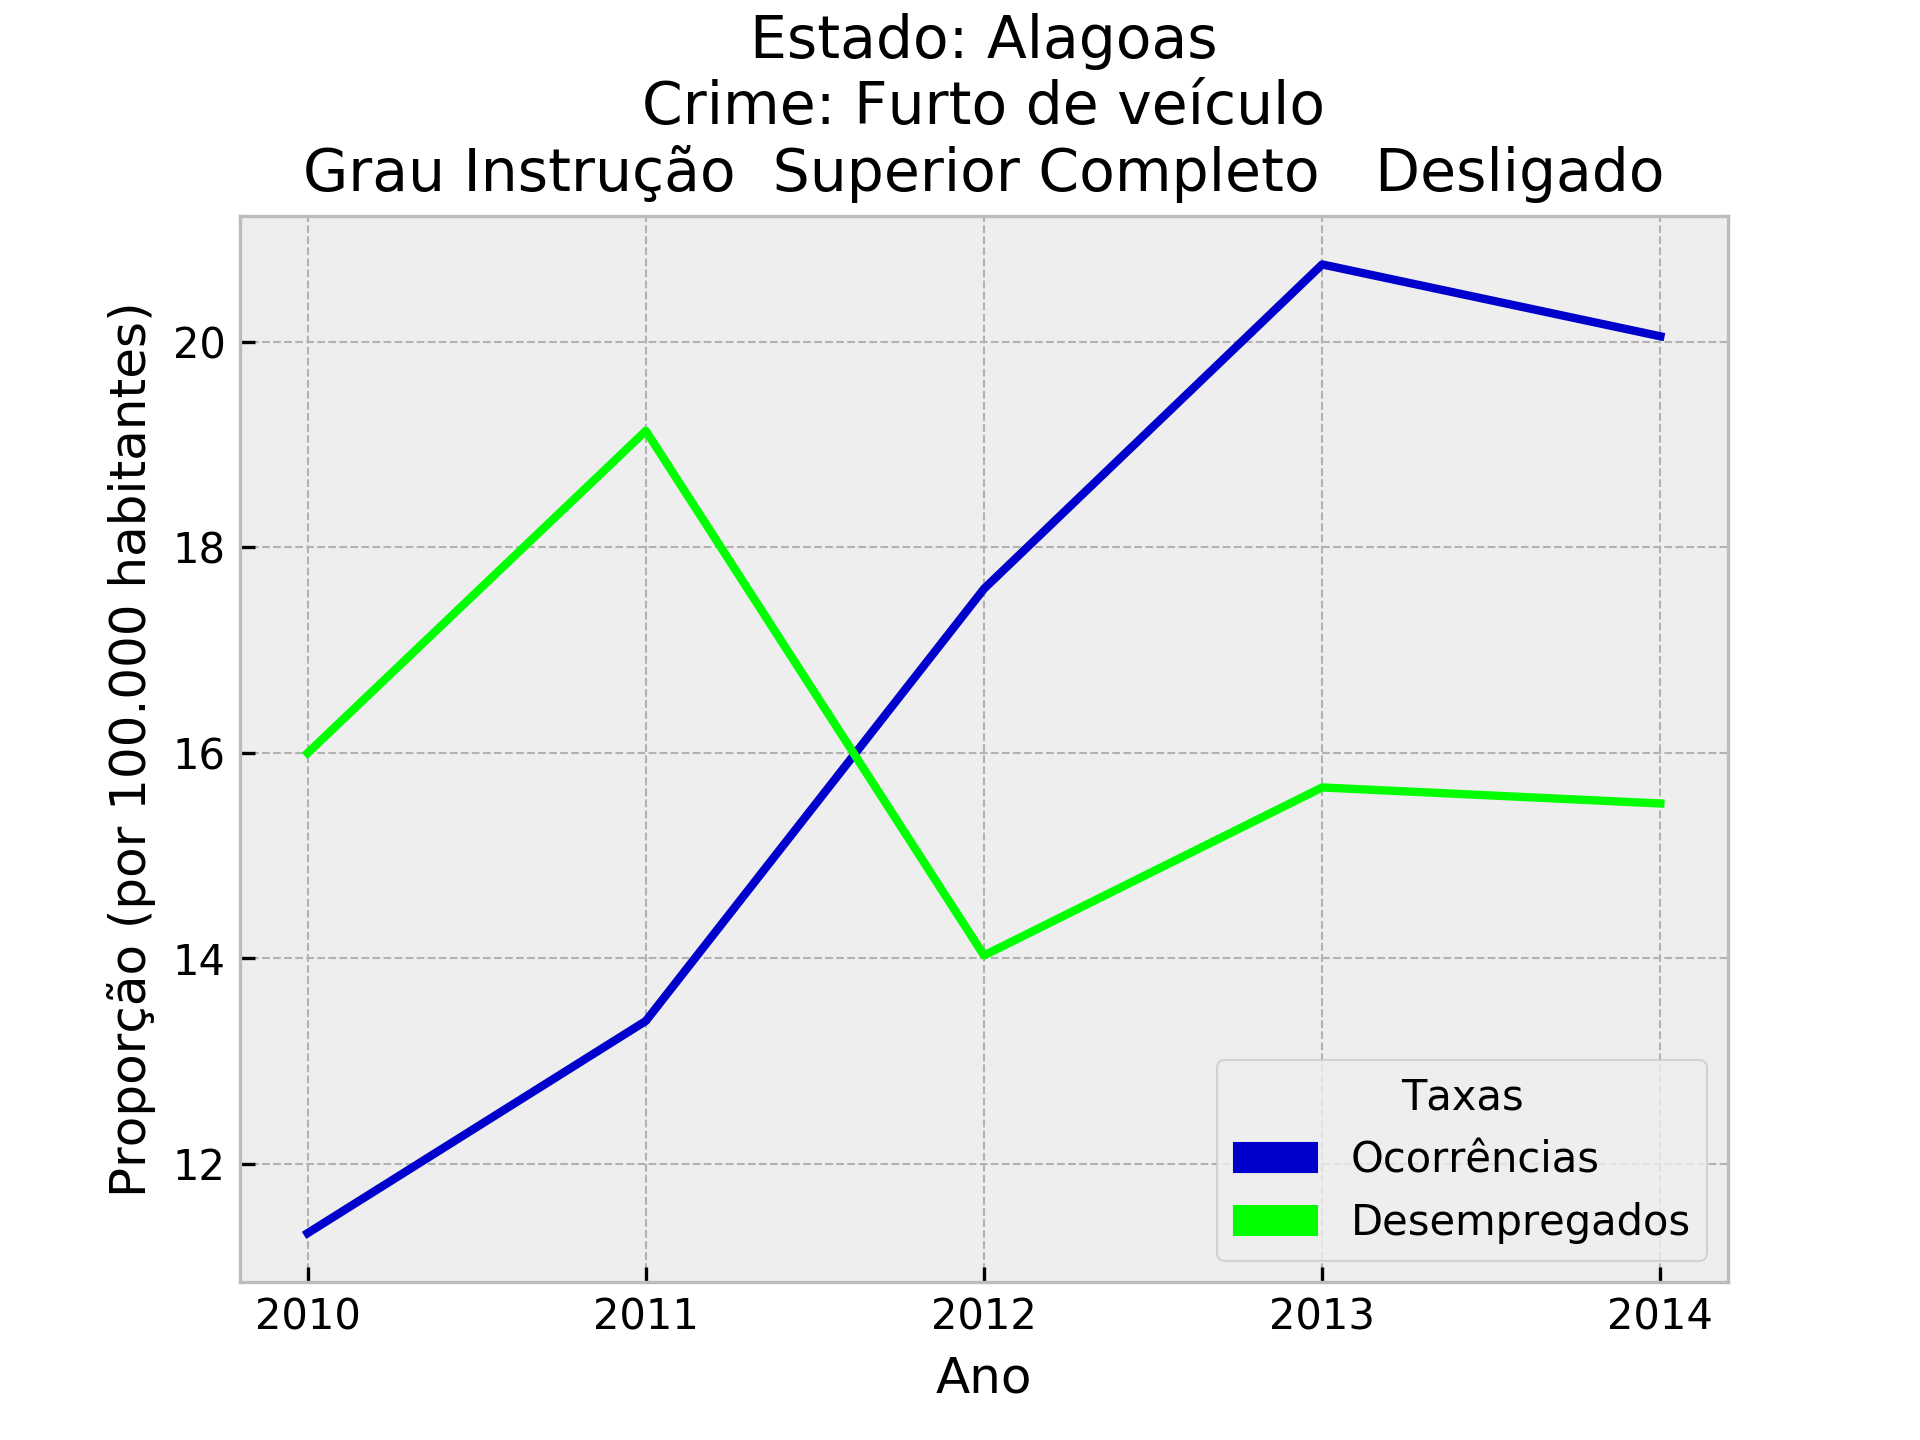 Estado: Alagoas
Crime: Furto de veículo
Grau Instrução  Superior Completo   Desligado
Proporção (por 100.000 habitantes)
20
18
16
14
12
Taxas
Ocorrências
Desempregados
2010 2011 2012 2013 2014
Ano